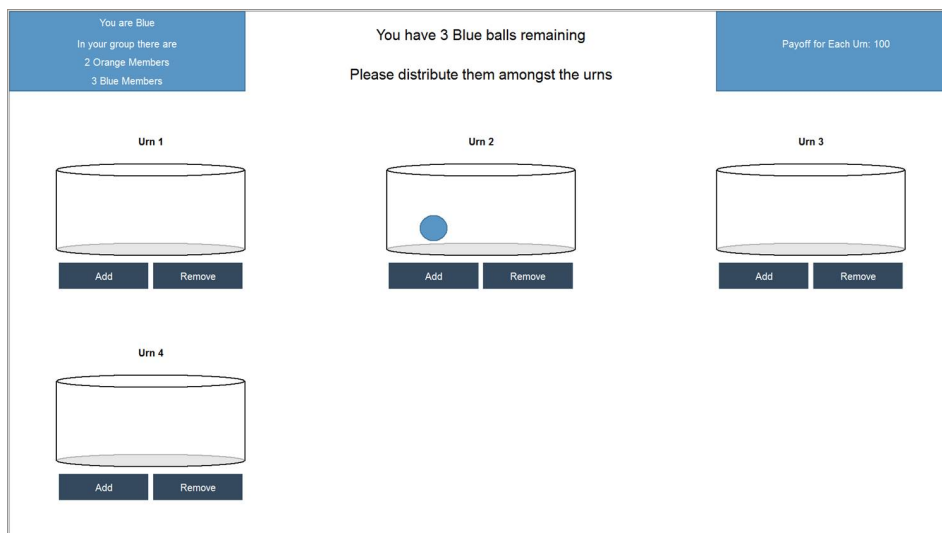 You are Blue
In your group there are
2 Orange Members
3 Blue Members
You have 3 Blue balls remaining
Please distribute them amongst the urns
Payoff for Each Urn: 100
Urn 1
Urn 2
Urn 3
Add Remove
Add Remove
Add Remove
Urn 4
Add Remove